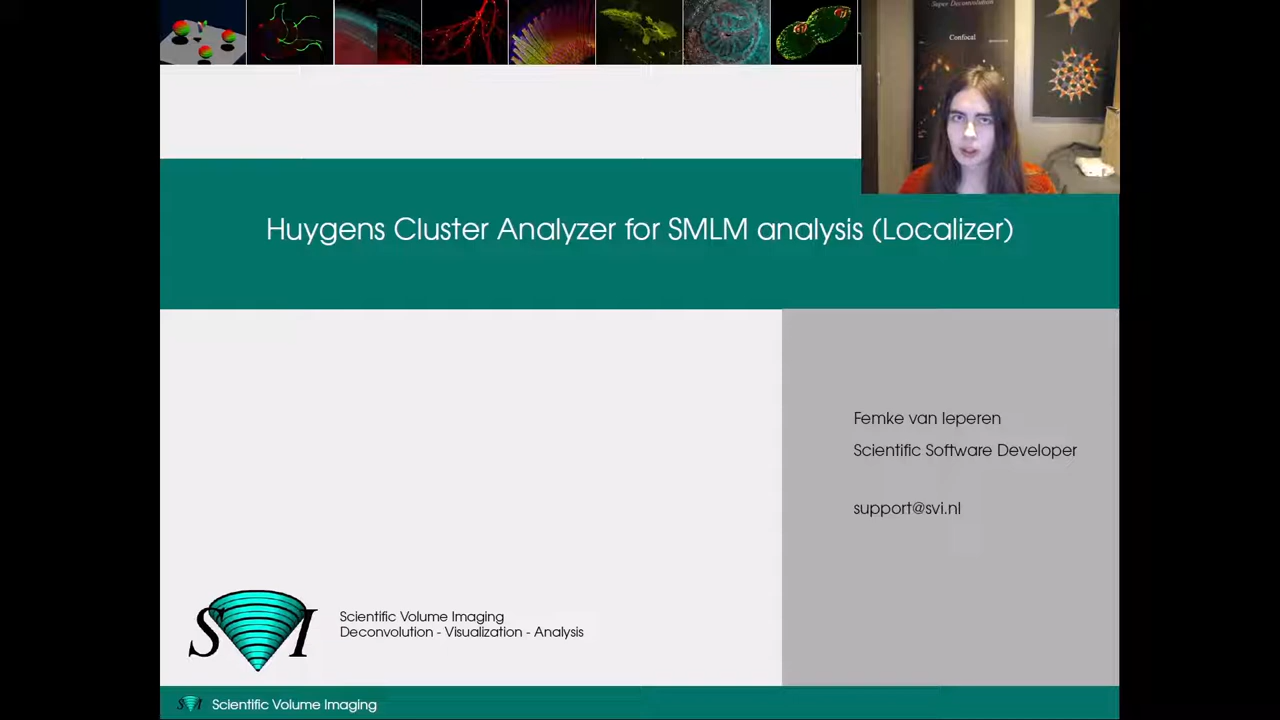 Super Deconvolution
Confocal
Huygens Cluster Analyzer for SMLM analysis (Localizer)
Femke van Ieperen
Scientific Software Developer
support@svi.nl
SVI
Scientific Volume Imaging
Deconvolution - Visualization - Analysis
SVI Scientific Volume Imaging